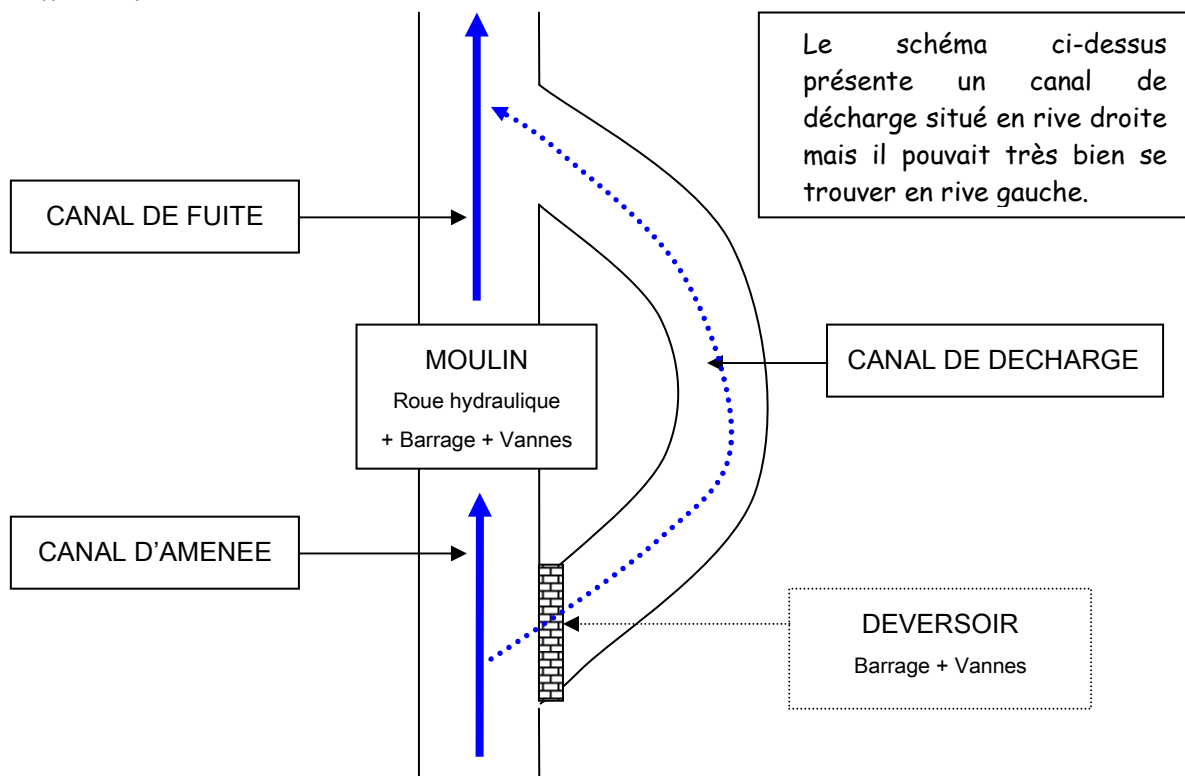 Le schéma ci-dessus
présente un canal de
décharge situé en rive droite
mais il pouvait très bien se
trouver en rive gauche.
CANAL DE FUITE
MOULIN
Roue hydraulique
+ Barrage + Vannes
CANAL DE DECHARGE
CANAL D'AMENEE
DEVERSOIR
Barrage + Vannes